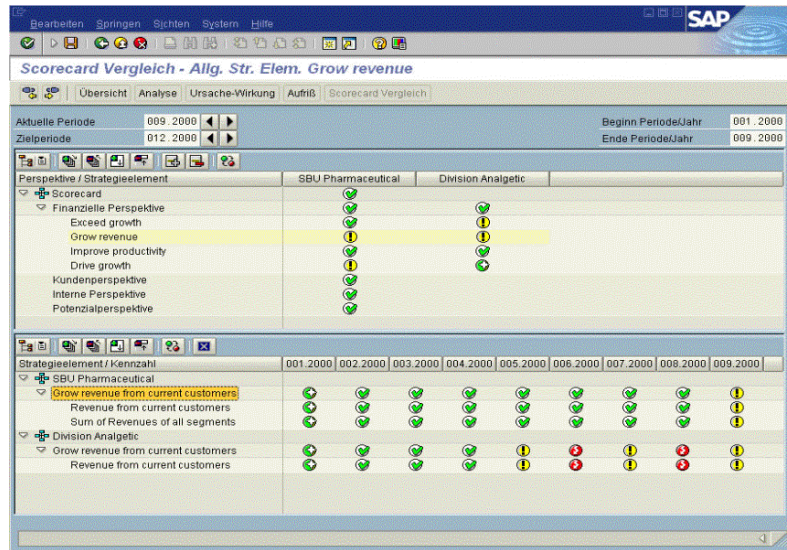 Bearbeiten Springen Sichten System Hilfe
SAP
Scorecard Vergleich - Allg. Str. Elem. Grow revenue
Übersicht Analyse Ursache-Wirkung Aufriß Scorecard Vergleich
Aktuelle Periode 009.2000 Beginn Periode/Jahr 001.2000
Zielperiode 012.2000 Ende Periode/Jahr 009.2000
Perspektive / Strategieelement SBU Pharmaceutical Division Analgetic
Scorecard
Finanzielle Perspektive
Exceed growth
Grow revenue
Improve productivity
Drive growth
Kundenperspektive
Interne Perspektive
Potenzialperspektive
Strategieelement / Kennzahl 001.2000 002.2000 003.2000 004.2000 005.2000 006.2000 007.2000 008.2000 009.2000
SBU Pharmaceutical
Grow revenue from current customers
Revenue from current customers
Sum of Revenues of all segments
Division Analgetic
Grow revenue from current customers
Revenue from current customers